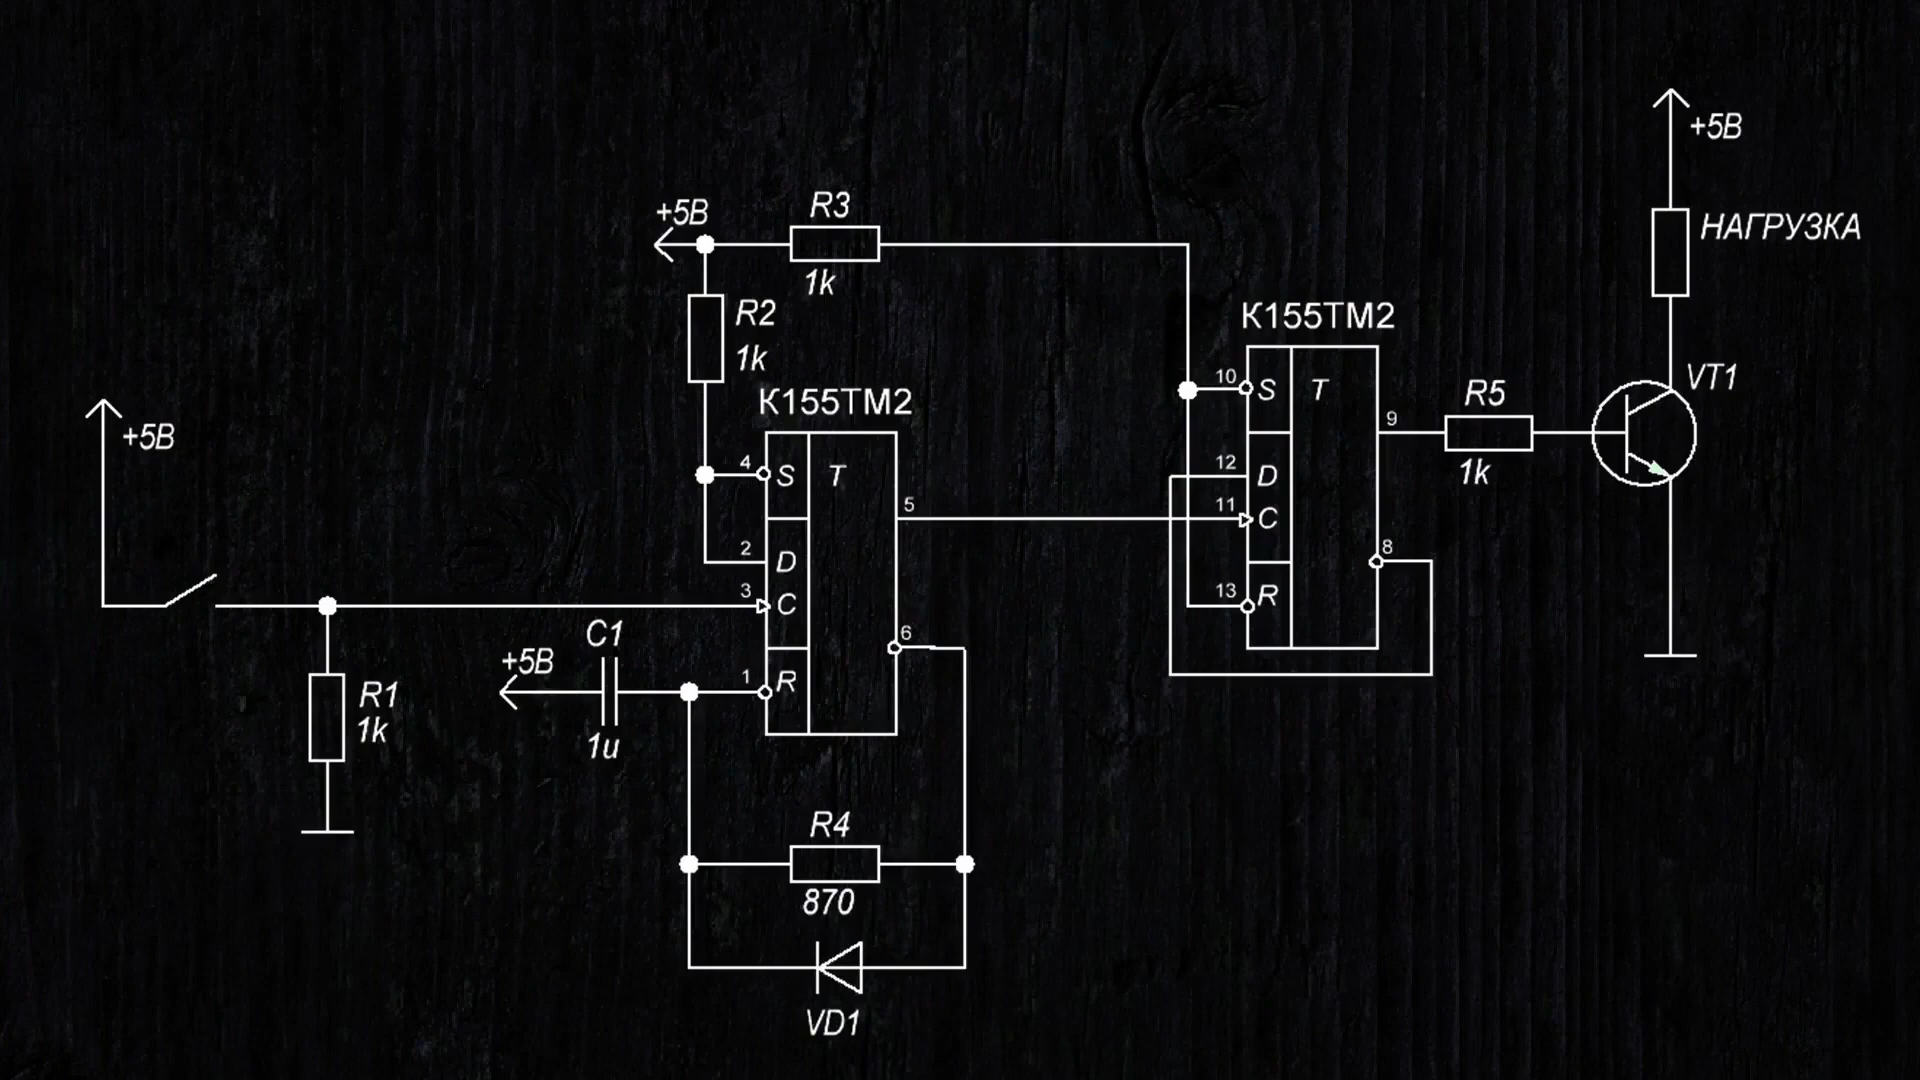 +5В
НАГРУЗКА
+5В
R3
1k
R2
1k
К155ТМ2
10
S
T
12
D
11
C
13
R
9
8
R5
1k
VT1
К155ТМ2
4
S
T
2
D
3
C
1
R
5
6
+5В
R1
1k
C1
+5В
1u
R4
870
VD1